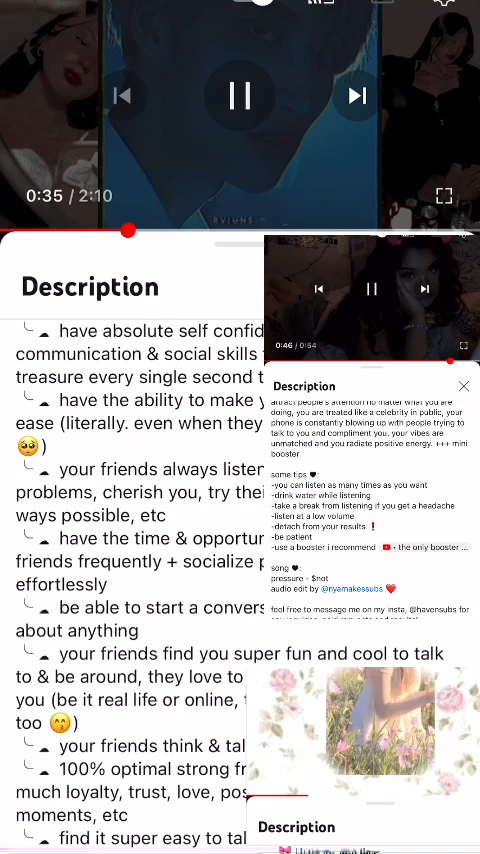 RVIUNS
0:35 / 2:10
Description
have absolute self confid
communication & social skills
treasure every single second t
have the ability to make y
ease (literally. even when they
🥺)
your friends always listen
problems, cherish you, try thei
ways possible, etc
have the time & opportun
friends frequently + socialize p
effortlessly
be able to start a convers
about anything
your friends find you super fun and cool to talk
to & be around, they love to
you (be it real life or online,
too 😙)
your friends think & tal
100% optimal strong fr
much loyalty, trust, love, pos
moments, etc
find it super easy to tal
0:46 / 0:54
Description
attract people's attention no matter what you are
doing, you are treated like a celebrity in public, your
phone is constantly blowing up with people trying to
talk to you and compliment you, your vibes are
unmatched and you radiate positive energy. +++ mini
booster
some tips 🖤:
-you can listen as many times as you want
-drink water while listening
-take a break from listening if you get a headache
-listen at a low volume
-detach from your results ❗
-be patient
-use a booster i recommend • the only booster ...
song 🖤:
pressure - $not
audio edit by @nyamakessubs ❤️
feel free to message me on my insta, @havensubs for
Description